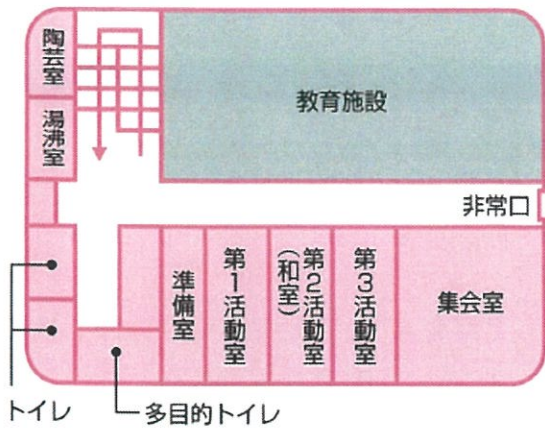 陶芸室
教育施設
湯沸室
非常口
準備室
第1活動室
第2活動室
(和室)
第3活動室
集会室
トイレ
多目的トイレ